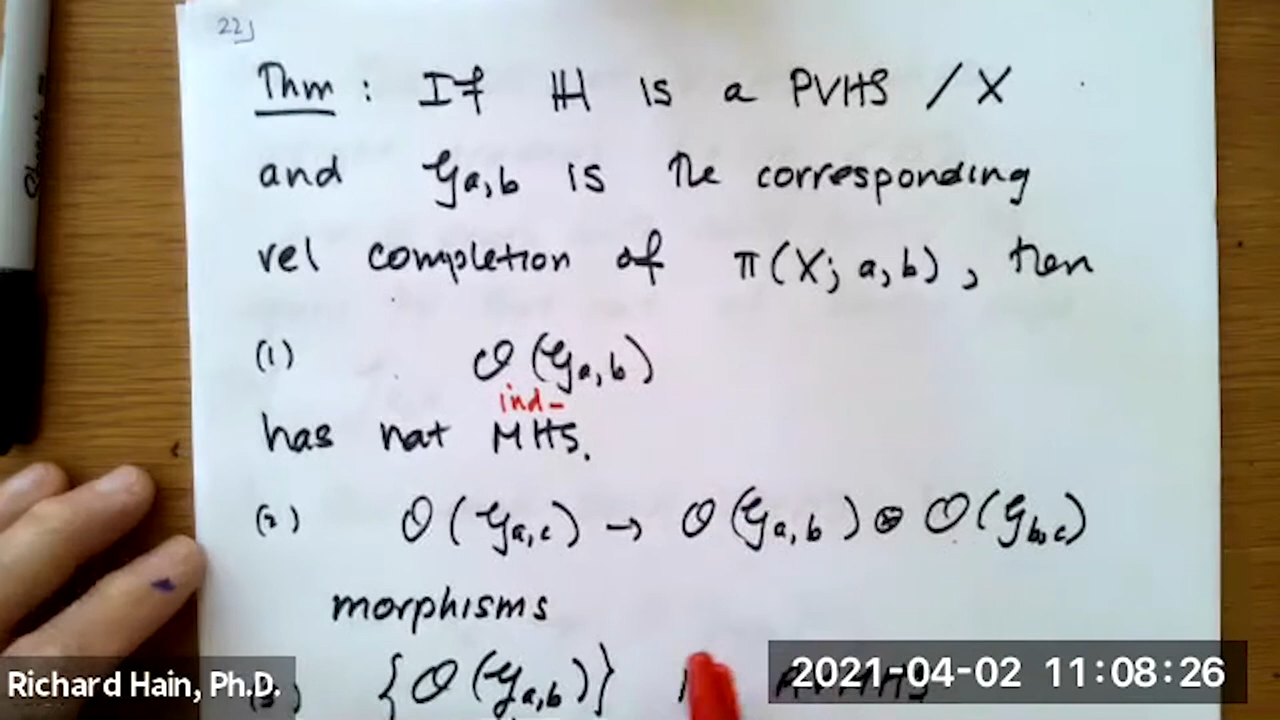 22
Thm : If ℍ is a PVHS / X
and 𝒢a,b is the corresponding
rel completion of π(X; a, b), then
(1) 𝒪(𝒢a,b)
ind-
has nat MHS.
(2) 𝒪(𝒢a,c) → 𝒪(𝒢a,b) ⊗ 𝒪(𝒢b,c)
morphisms
{𝒪(𝒢a,b)}
Richard Hain, Ph.D.
2021-04-02 11:08:26